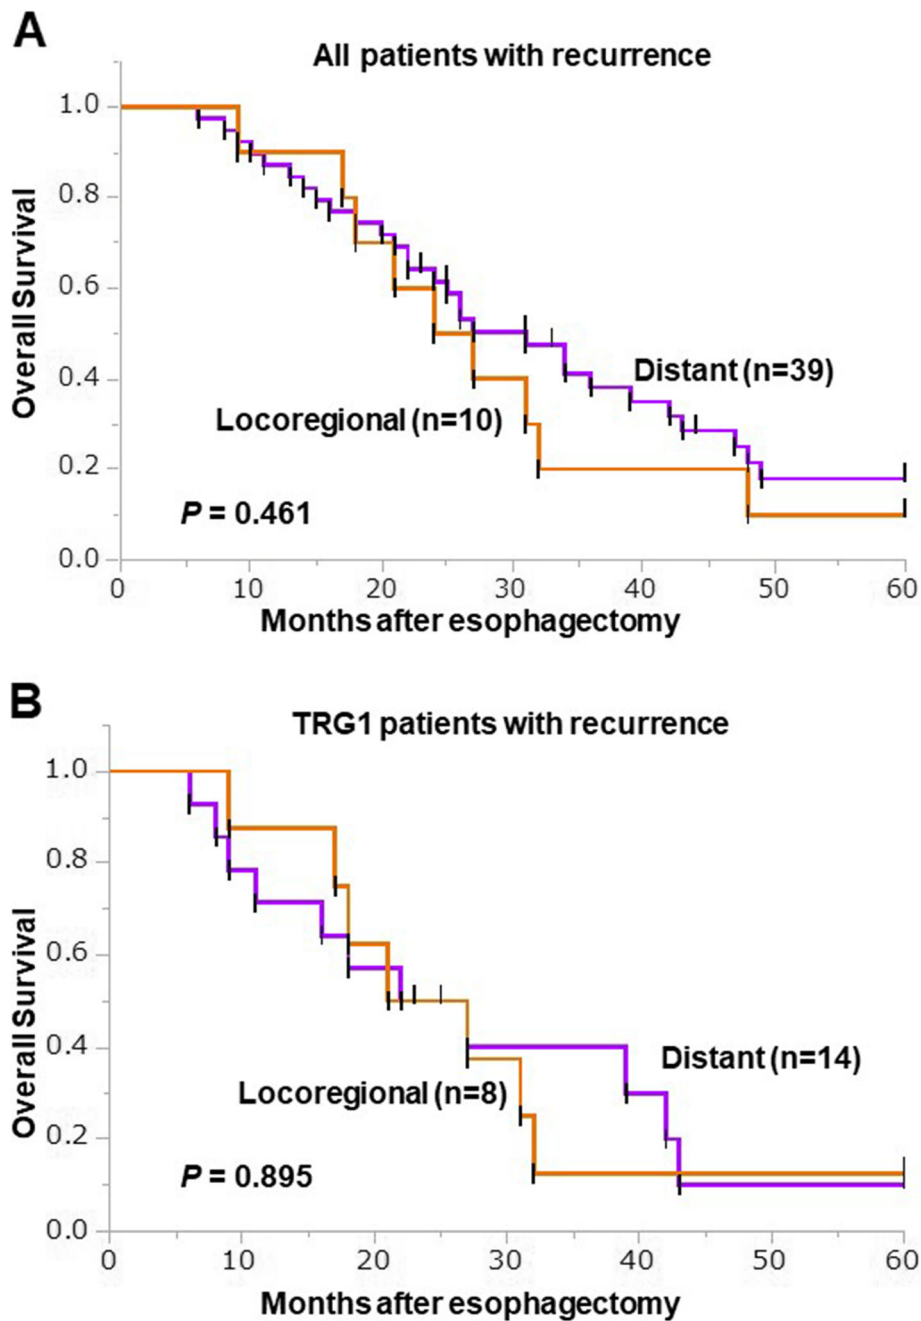 A
All patients with recurrence
Overall Survival
1.0
0.8
0.6
0.4
0.2
0.0
Distant (n=39)
Locoregional (n=10)
P = 0.461
0 10 20 30 40 50 60
Months after esophagectomy
B
TRG1 patients with recurrence
Overall Survival
1.0
0.8
0.6
0.4
0.2
0.0
Distant (n=14)
Locoregional (n=8)
P = 0.895
0 10 20 30 40 50 60
Months after esophagectomy